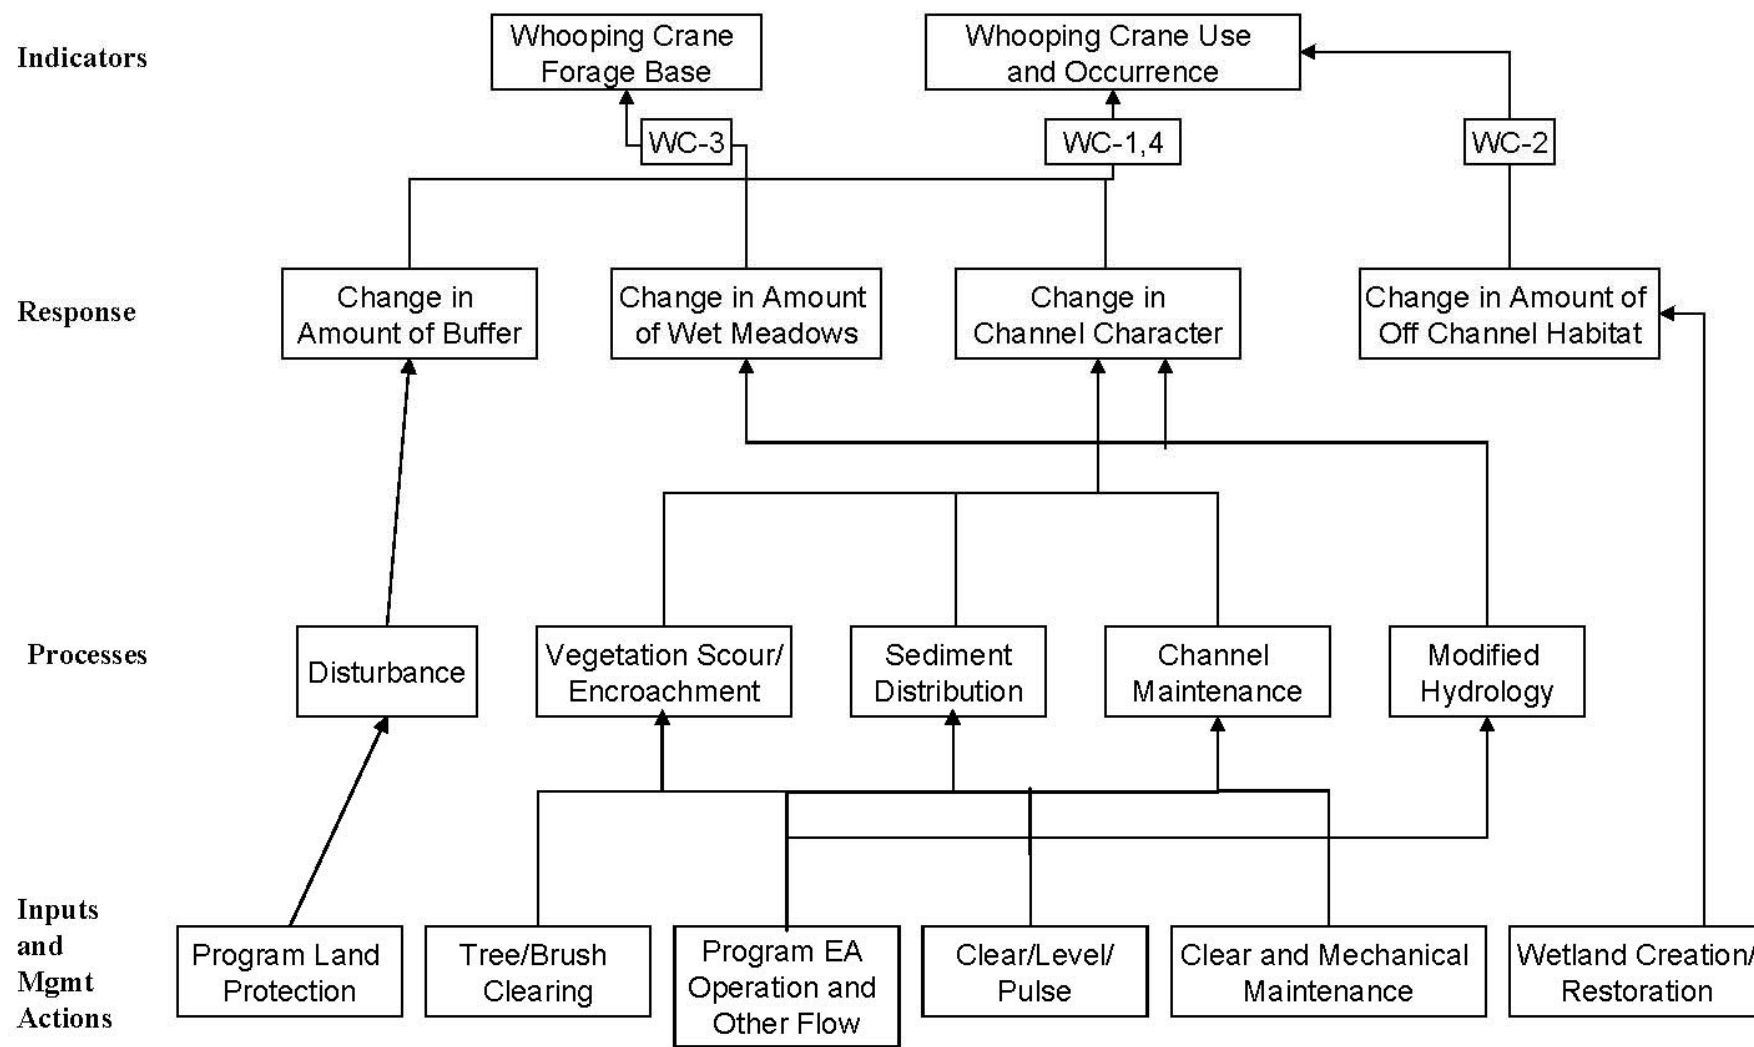 Indicators
Whooping Crane
Forage Base
Whooping Crane Use
and Occurrence
WC-3
WC-1,4
WC-2
Response
Change in
Amount of Buffer
Change in Amount
of Wet Meadows
Change in
Channel Character
Change in Amount of
Off Channel Habitat
Processes
Disturbance
Vegetation Scour/
Encroachment
Sediment
Distribution
Channel
Maintenance
Modified
Hydrology
Inputs
and
Mgmt
Actions
Program Land
Protection
Tree/Brush
Clearing
Program EA
Operation and
Other Flow
Clear/Level/
Pulse
Clear and Mechanical
Maintenance
Wetland Creation/
Restoration